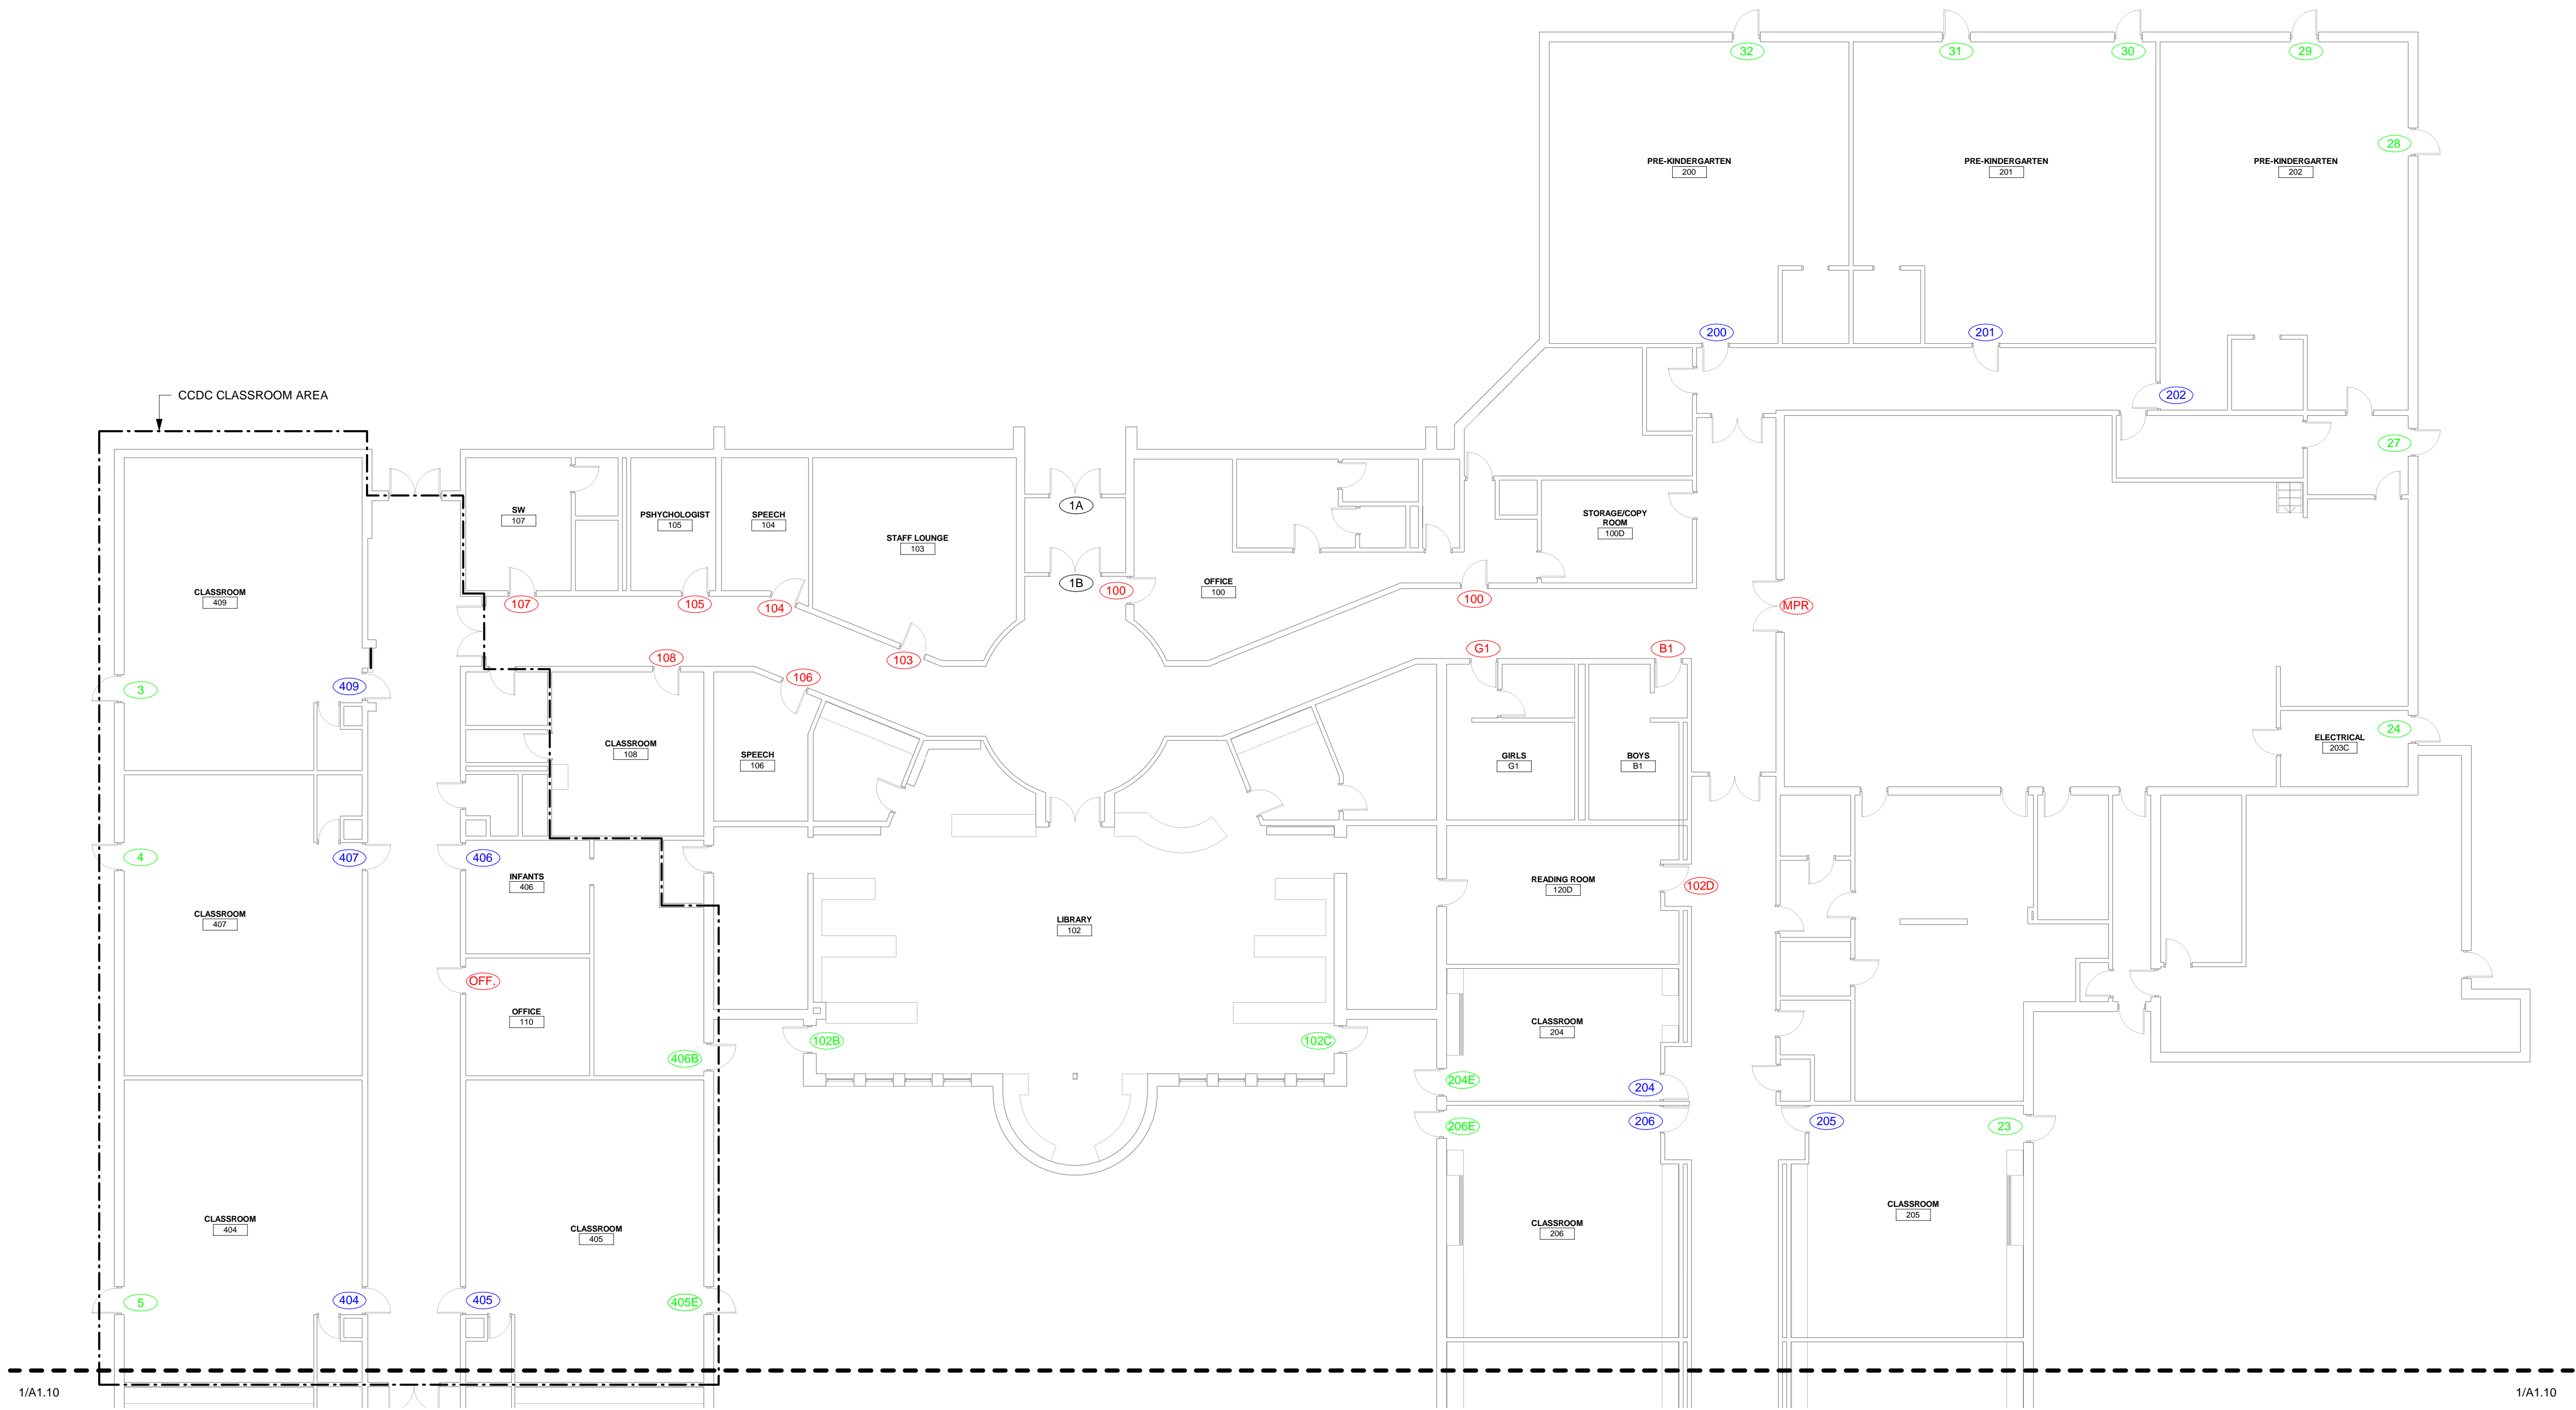 32
31
30
29
28
PRE-KINDERGARTEN
200
PRE-KINDERGARTEN
201
PRE-KINDERGARTEN
202
200
201
202
CCDC CLASSROOM AREA
27
1A
SW
107
PSHYCHOLOGIST
105
SPEECH
104
STAFF LOUNGE
103
STORAGE/COPY
ROOM
100D
1B
OFFICE
100
CLASSROOM
409
107
105
104
100
100
MPR
103
108
106
G1
B1
3
409
CLASSROOM
108
SPEECH
106
GIRLS
G1
BOYS
B1
ELECTRICAL
203C
24
4
407
406
INFANTS
406
READING ROOM
120D
102D
CLASSROOM
407
LIBRARY
102
OFF.
OFFICE
110
CLASSROOM
204
406B
102B
102C
204E
204
206E
206
205
23
CLASSROOM
404
CLASSROOM
405
CLASSROOM
206
CLASSROOM
205
5
404
405
405E
1/A1.10
1/A1.10